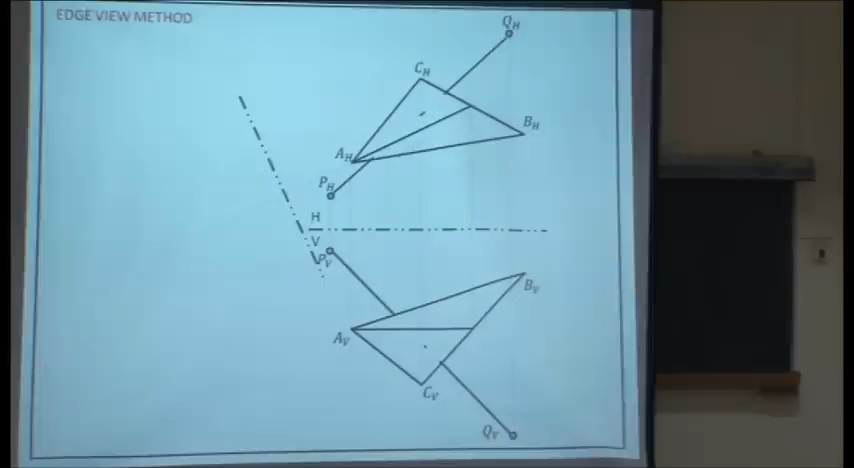 EDGE VIEW METHOD
Q_H
C_H
B_H
A_H
P_H
H
V
P_V
B_V
A_V
C_V
Q_V